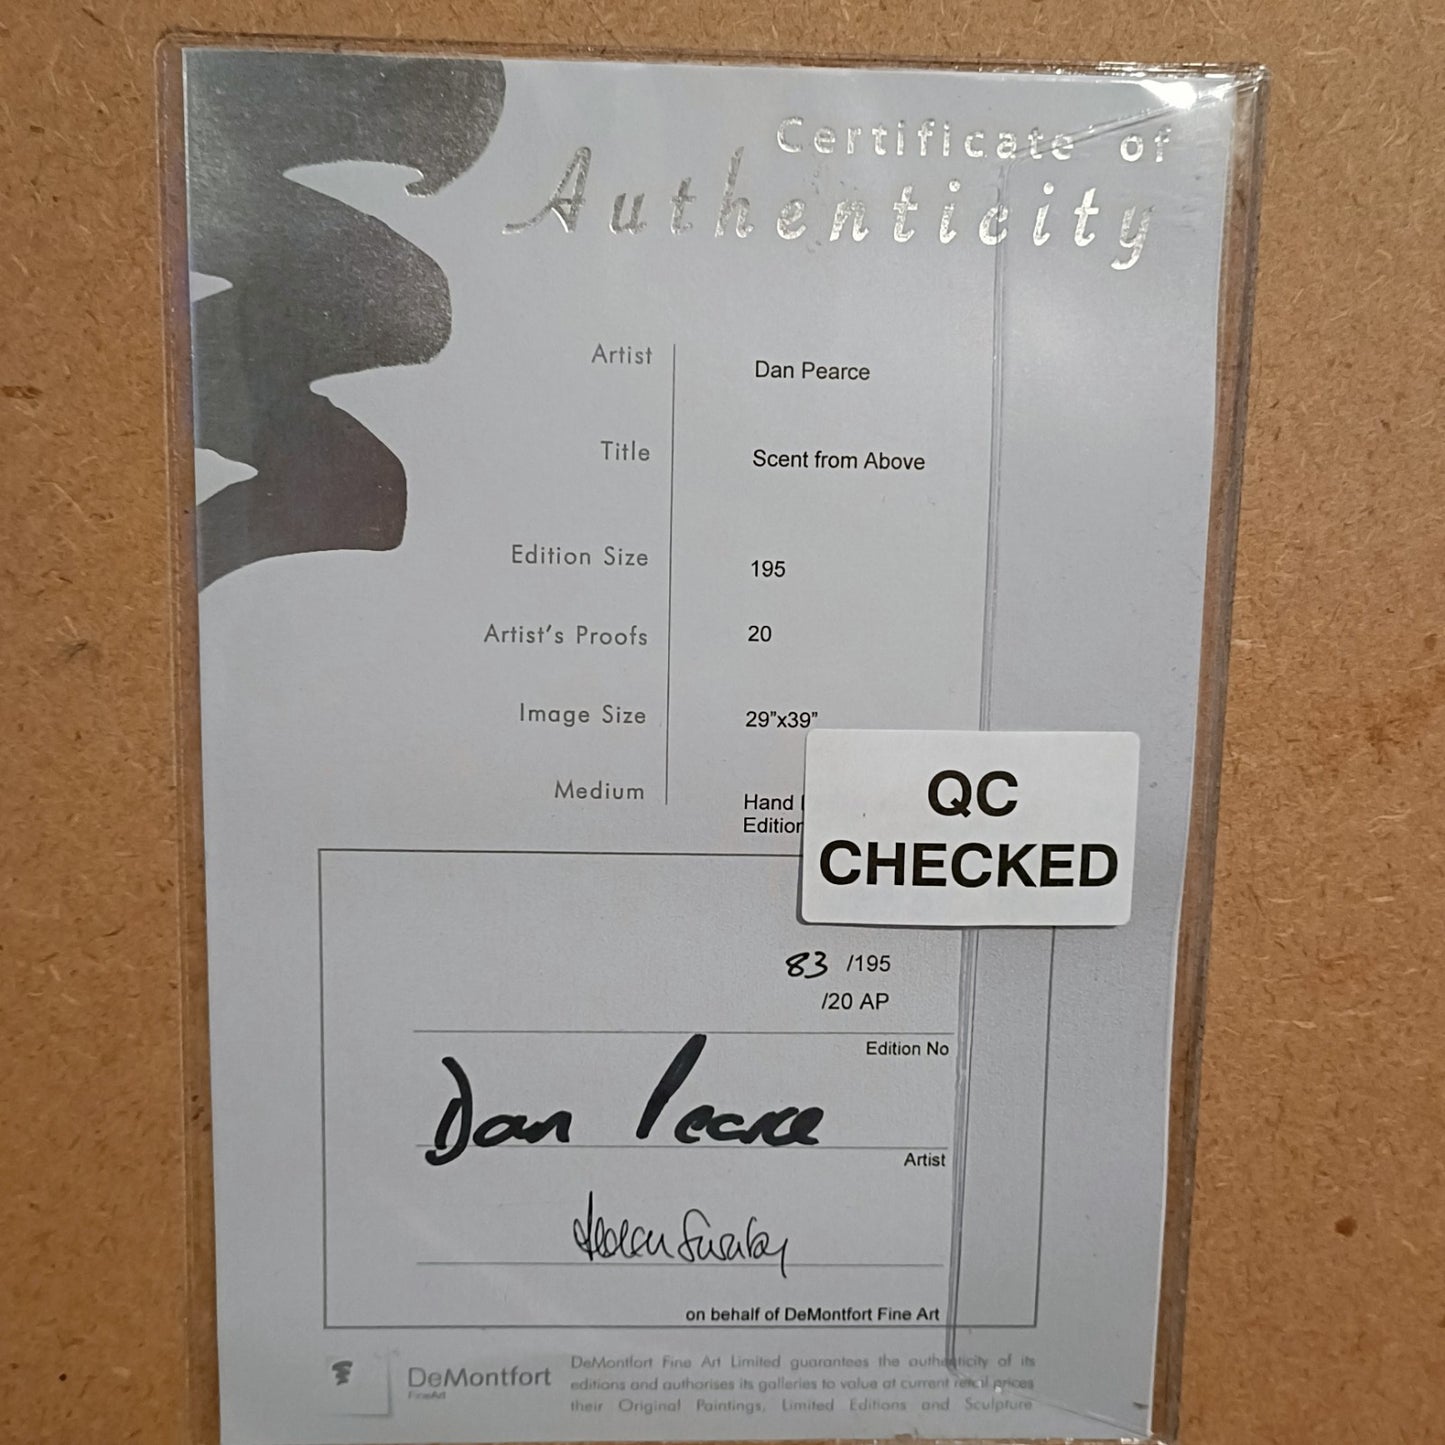 Certificate of
Authenticity
Artist Dan Pearce
Title Scent from Above
Edition Size 195
Artist's Proofs 20
Image Size 29"x39"
Medium Hand
Edition
QC
CHECKED
83 /195
/20 AP
Edition No
Dan Pearce
Artist
on behalf of DeMontfort Fine Art
DeMontfort
FineArt
DeMontfort Fine Art Limited guarantees the authenticity of its
editions and authorises its galleries to value at current retail prices
their Original Paintings, Limited Editions and Sculpture